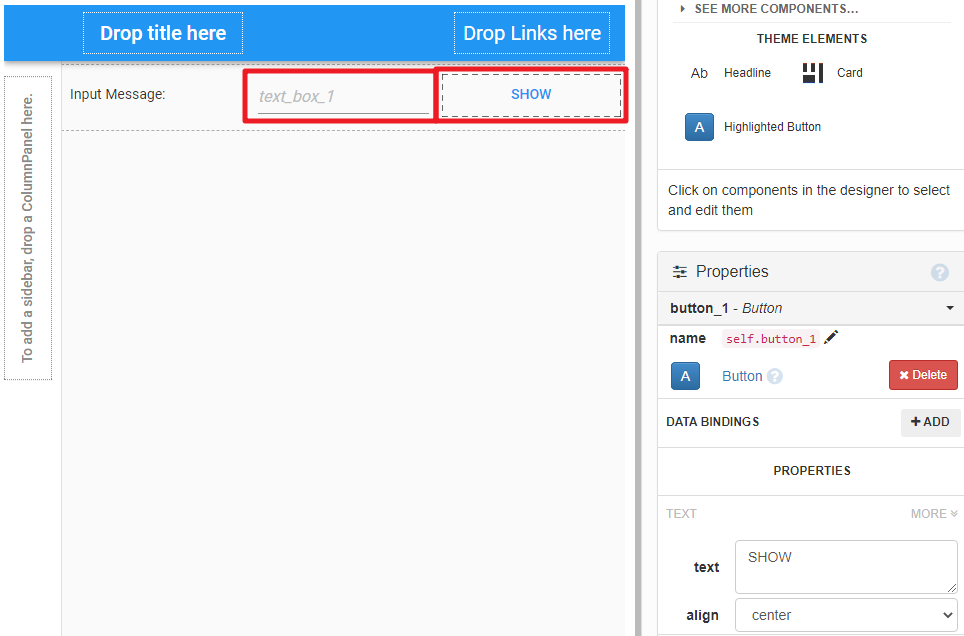 Drop title here
Drop Links here
To add a sidebar, drop a ColumnPanel here.
Input Message:
text_box_1
SHOW
SEE MORE COMPONENTS...
THEME ELEMENTS
Ab Headline
Card
A Highlighted Button
Click on components in the designer to select
and edit them
Properties ?
button_1 - Button
name self.button_1
A Button ? × Delete
DATA BINDINGS + ADD
PROPERTIES
TEXT MORE
text SHOW
align center